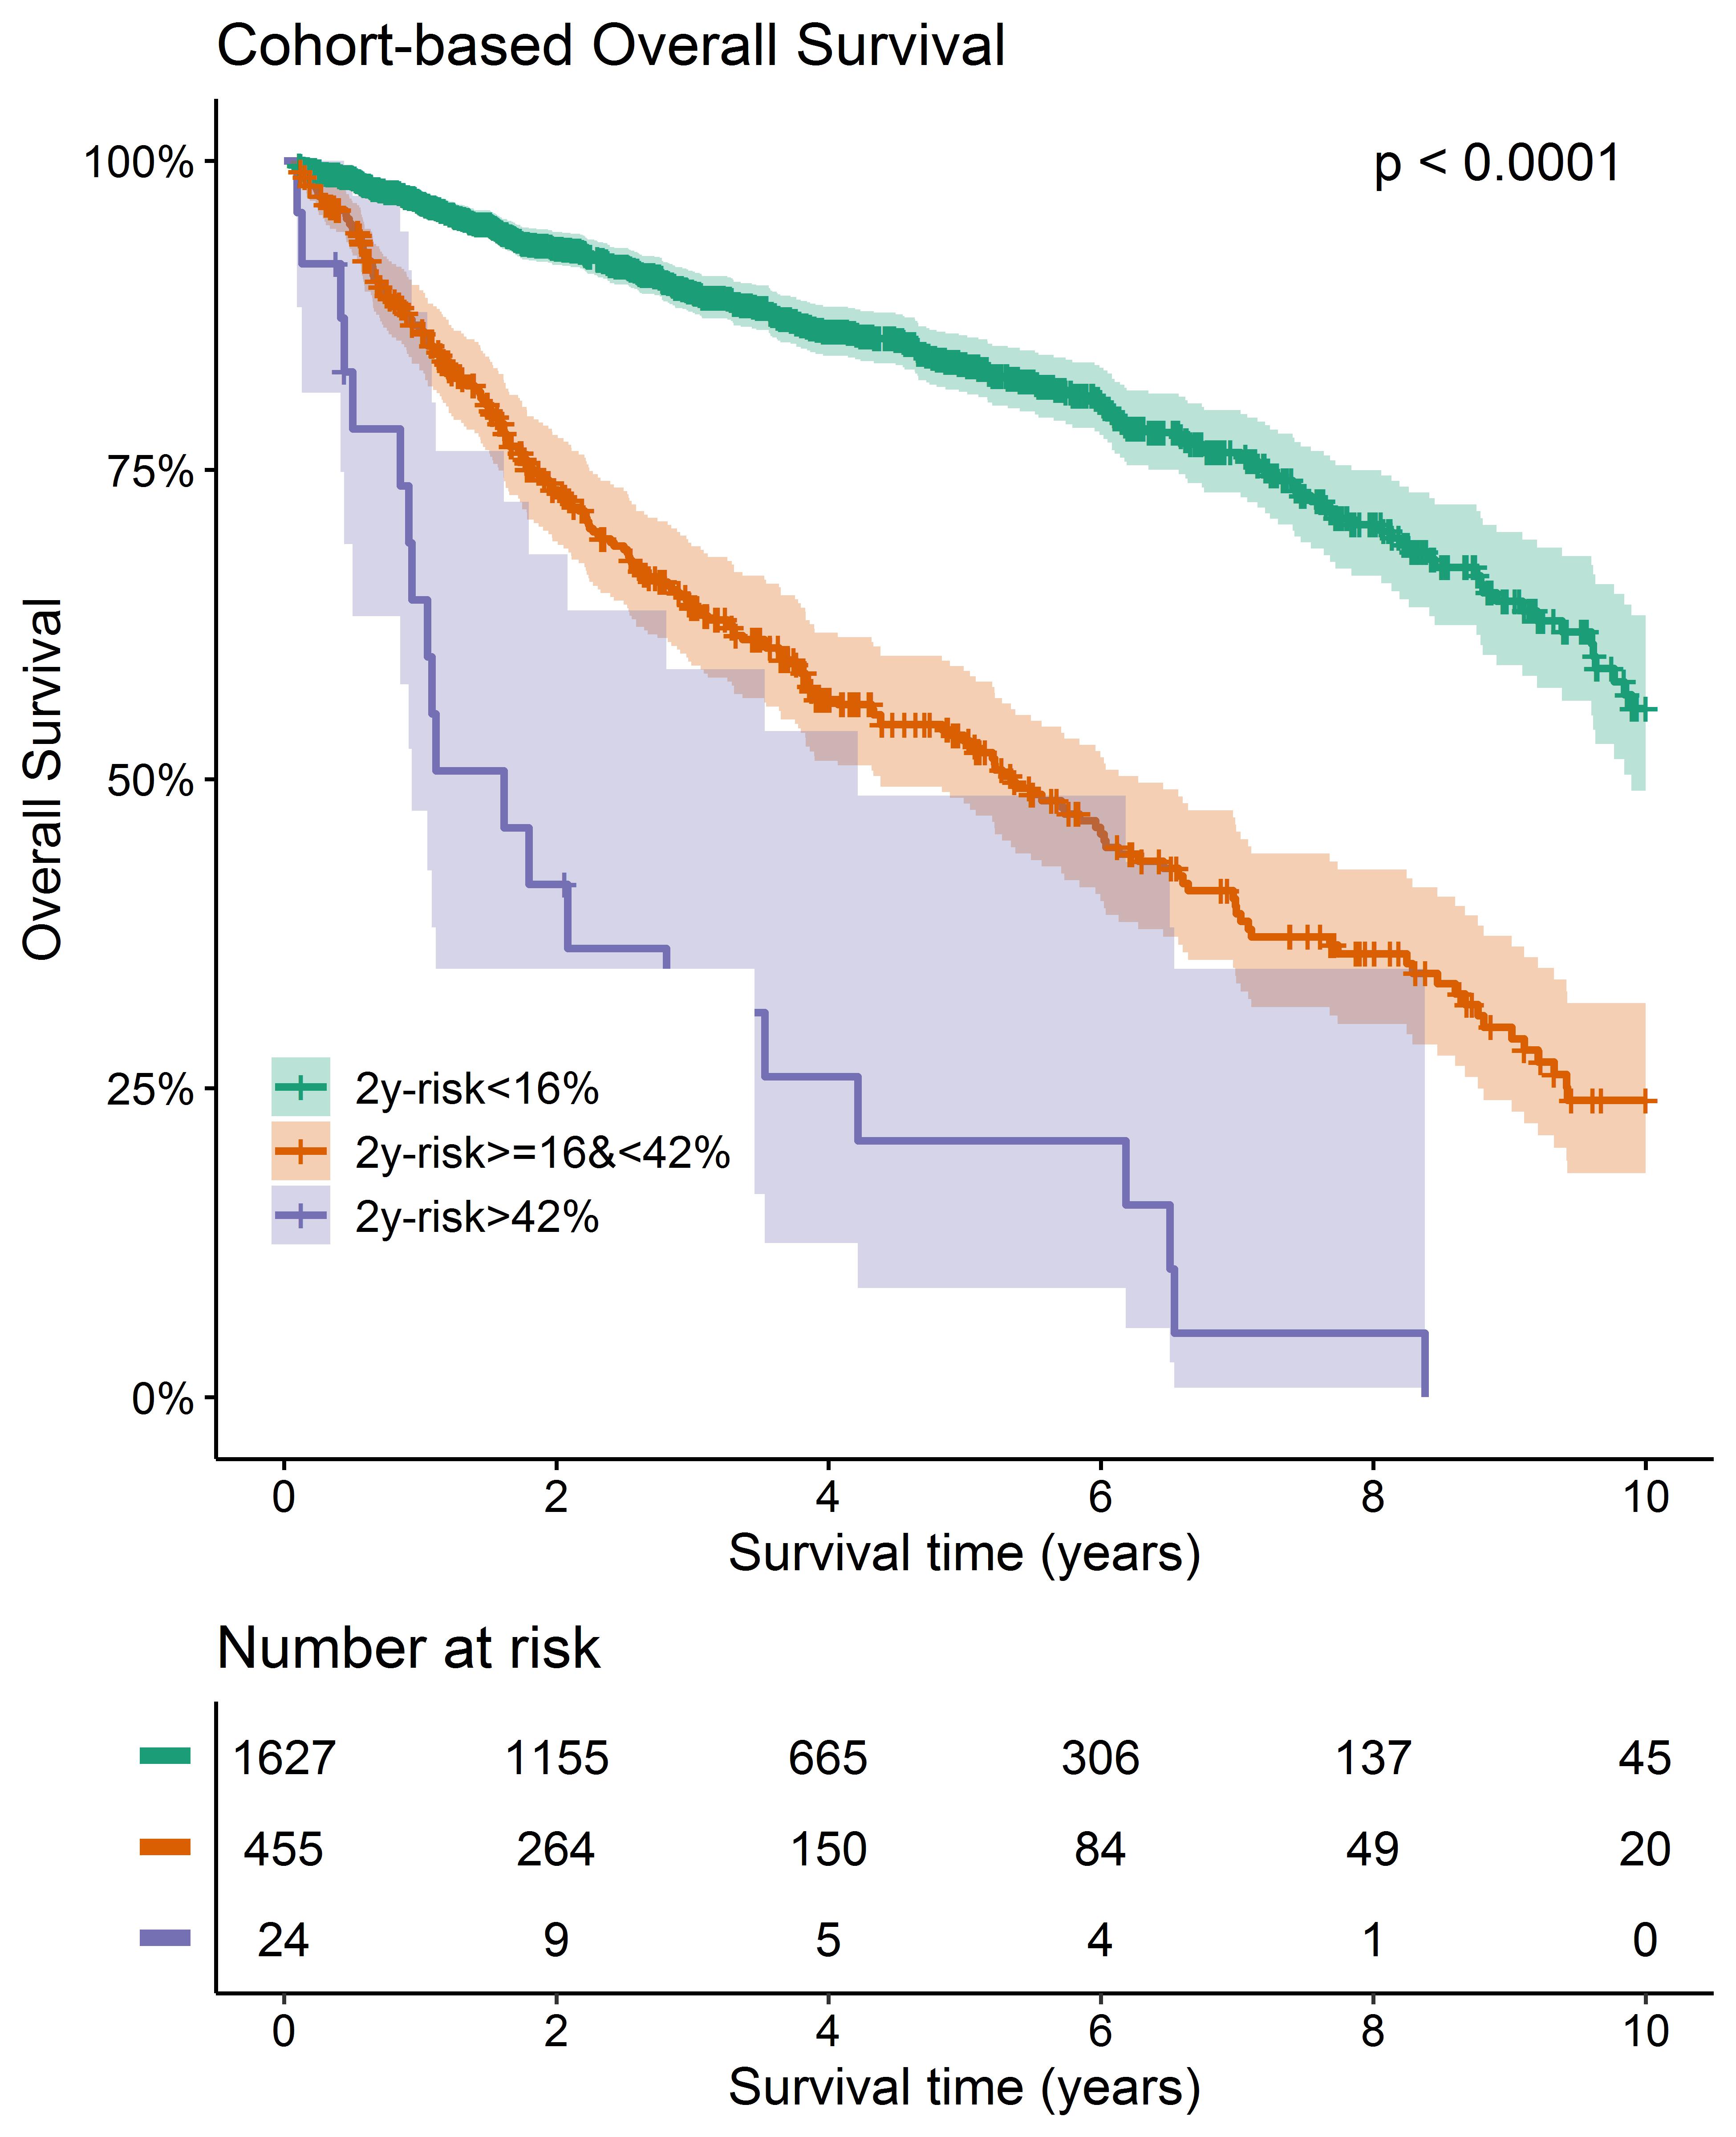 Cohort-based Overall Survival
p < 0.0001
100%
75%
50%
25%
0%
Overall Survival
2y-risk<16%
2y-risk>=16&<42%
2y-risk>42%
0 2 4 6 8 10
Survival time (years)
Number at risk
1627 1155 665 306 137 45
455 264 150 84 49 20
24 9 5 4 1 0
0 2 4 6 8 10
Survival time (years)